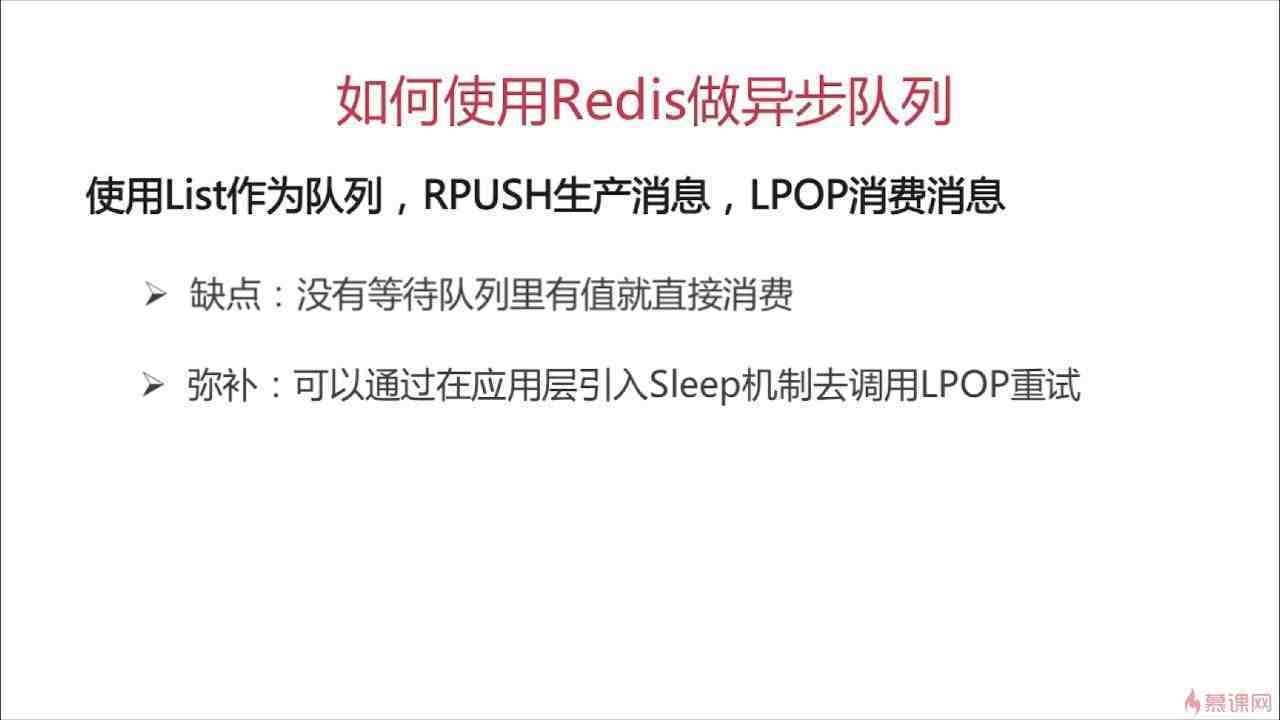 如何使用Redis做异步队列
使用List作为队列，RPUSH生产消息，LPOP消费消息
➢ 缺点：没有等待队列里有值就直接消费
➢ 弥补：可以通过在应用层引入Sleep机制去调用LPOP重试
慕课网